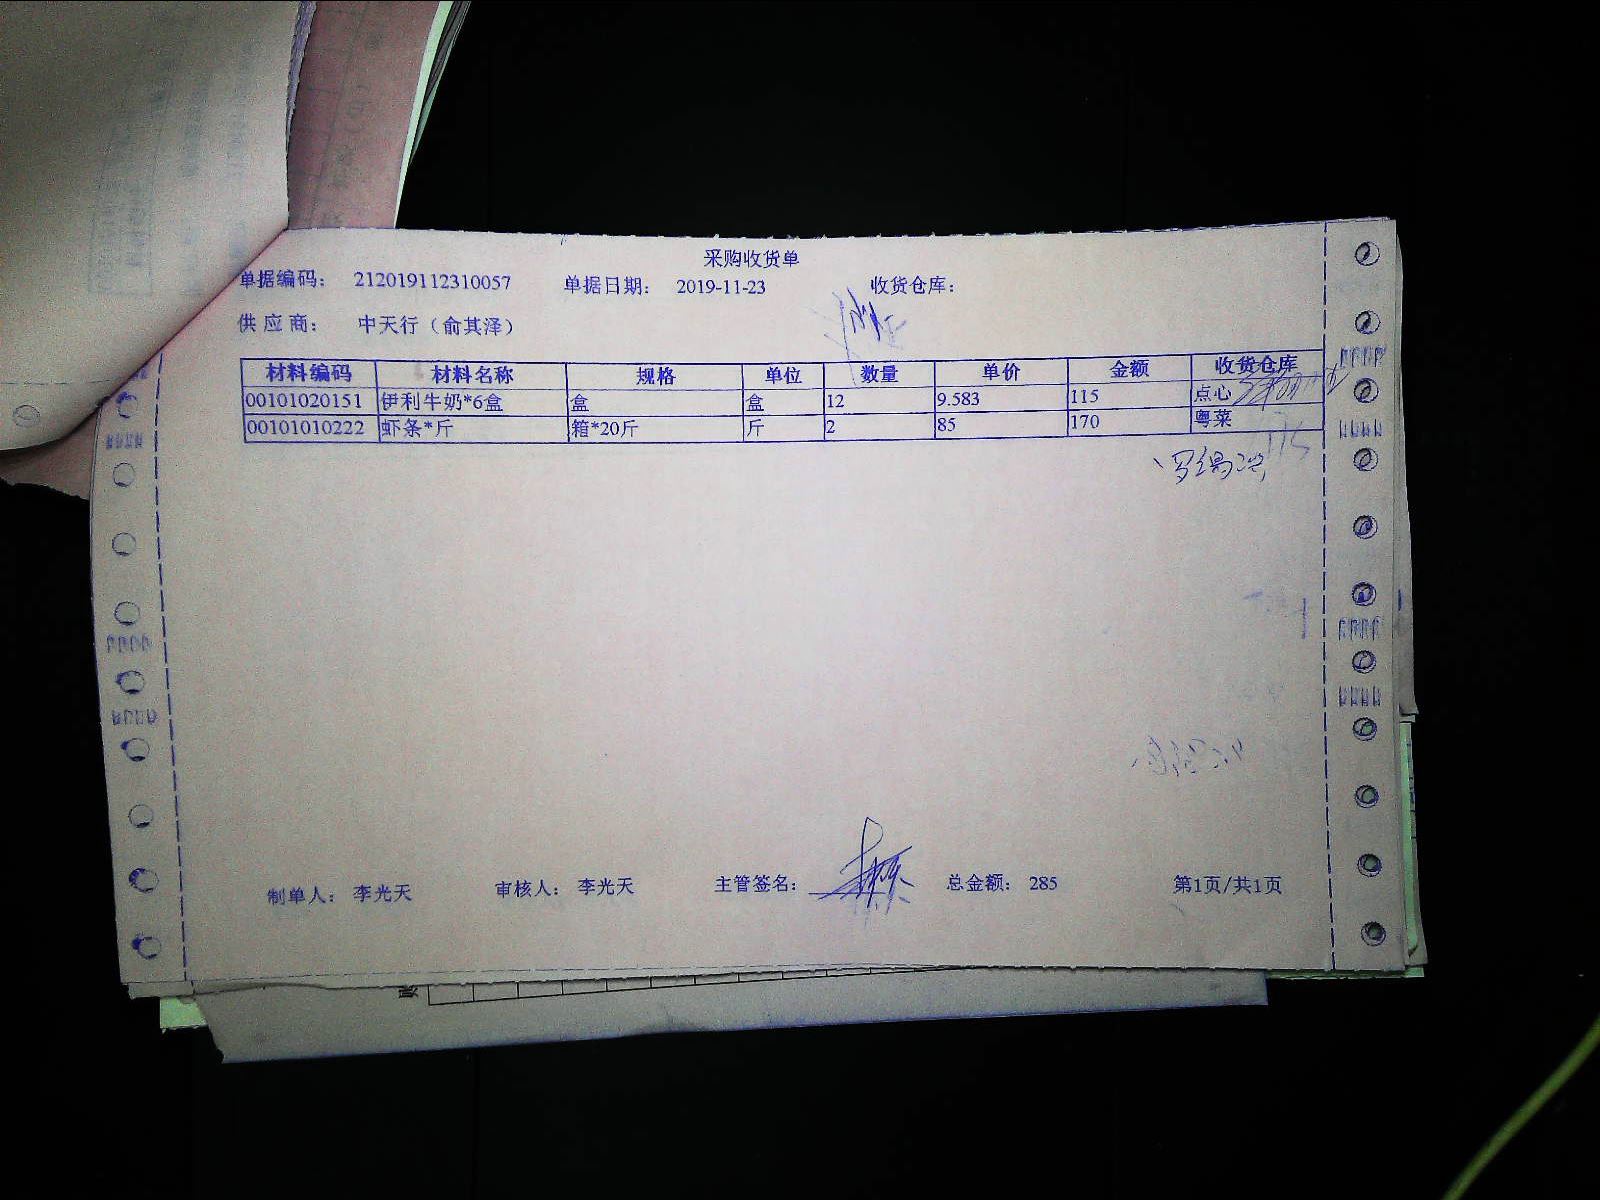 采购收货单
单据编码： 212019112310057 单据日期： 2019-11-23 收货仓库：
供应商： 中天行（俞其泽）
材料编码 材料名称 规格 单位 数量 单价 金额 收货仓库
00101020151 伊利牛奶*6盒 盒 盒 12 9.583 115 点心
00101010222 虾条*斤 箱*20斤 斤 2 85 170 粤菜
制单人： 李光天 审核人： 李光天 主管签名： 总金额： 285 第1页/共1页